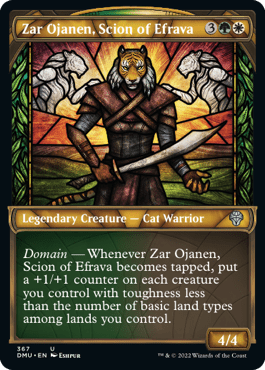 Zar Ojanen, Scion of Efrava 3
Legendary Creature — Cat Warrior
Domain — Whenever Zar Ojanen,
Scion of Efrava becomes tapped, put
a +1/+1 counter on each creature
you control with toughness less
than the number of basic land types
among lands you control.
4/4
367 U
DMU • EN Eshpur
™ & © 2022 Wizards of the Coast